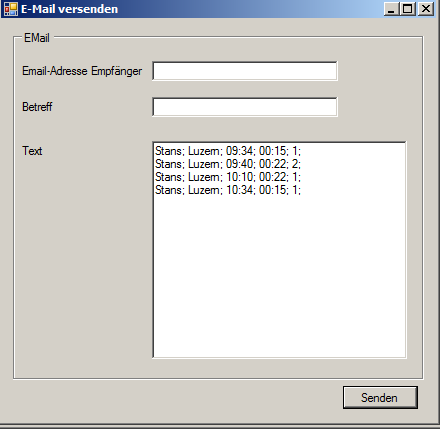 E-Mail versenden
EMail
Email-Adresse Empfänger
Betreff
Text
Stans; Luzern; 09:34; 00:15; 1;
Stans; Luzern; 09:40; 00:22; 2;
Stans; Luzern; 10:10; 00:22; 1;
Stans; Luzern; 10:34; 00:15; 1;
Senden